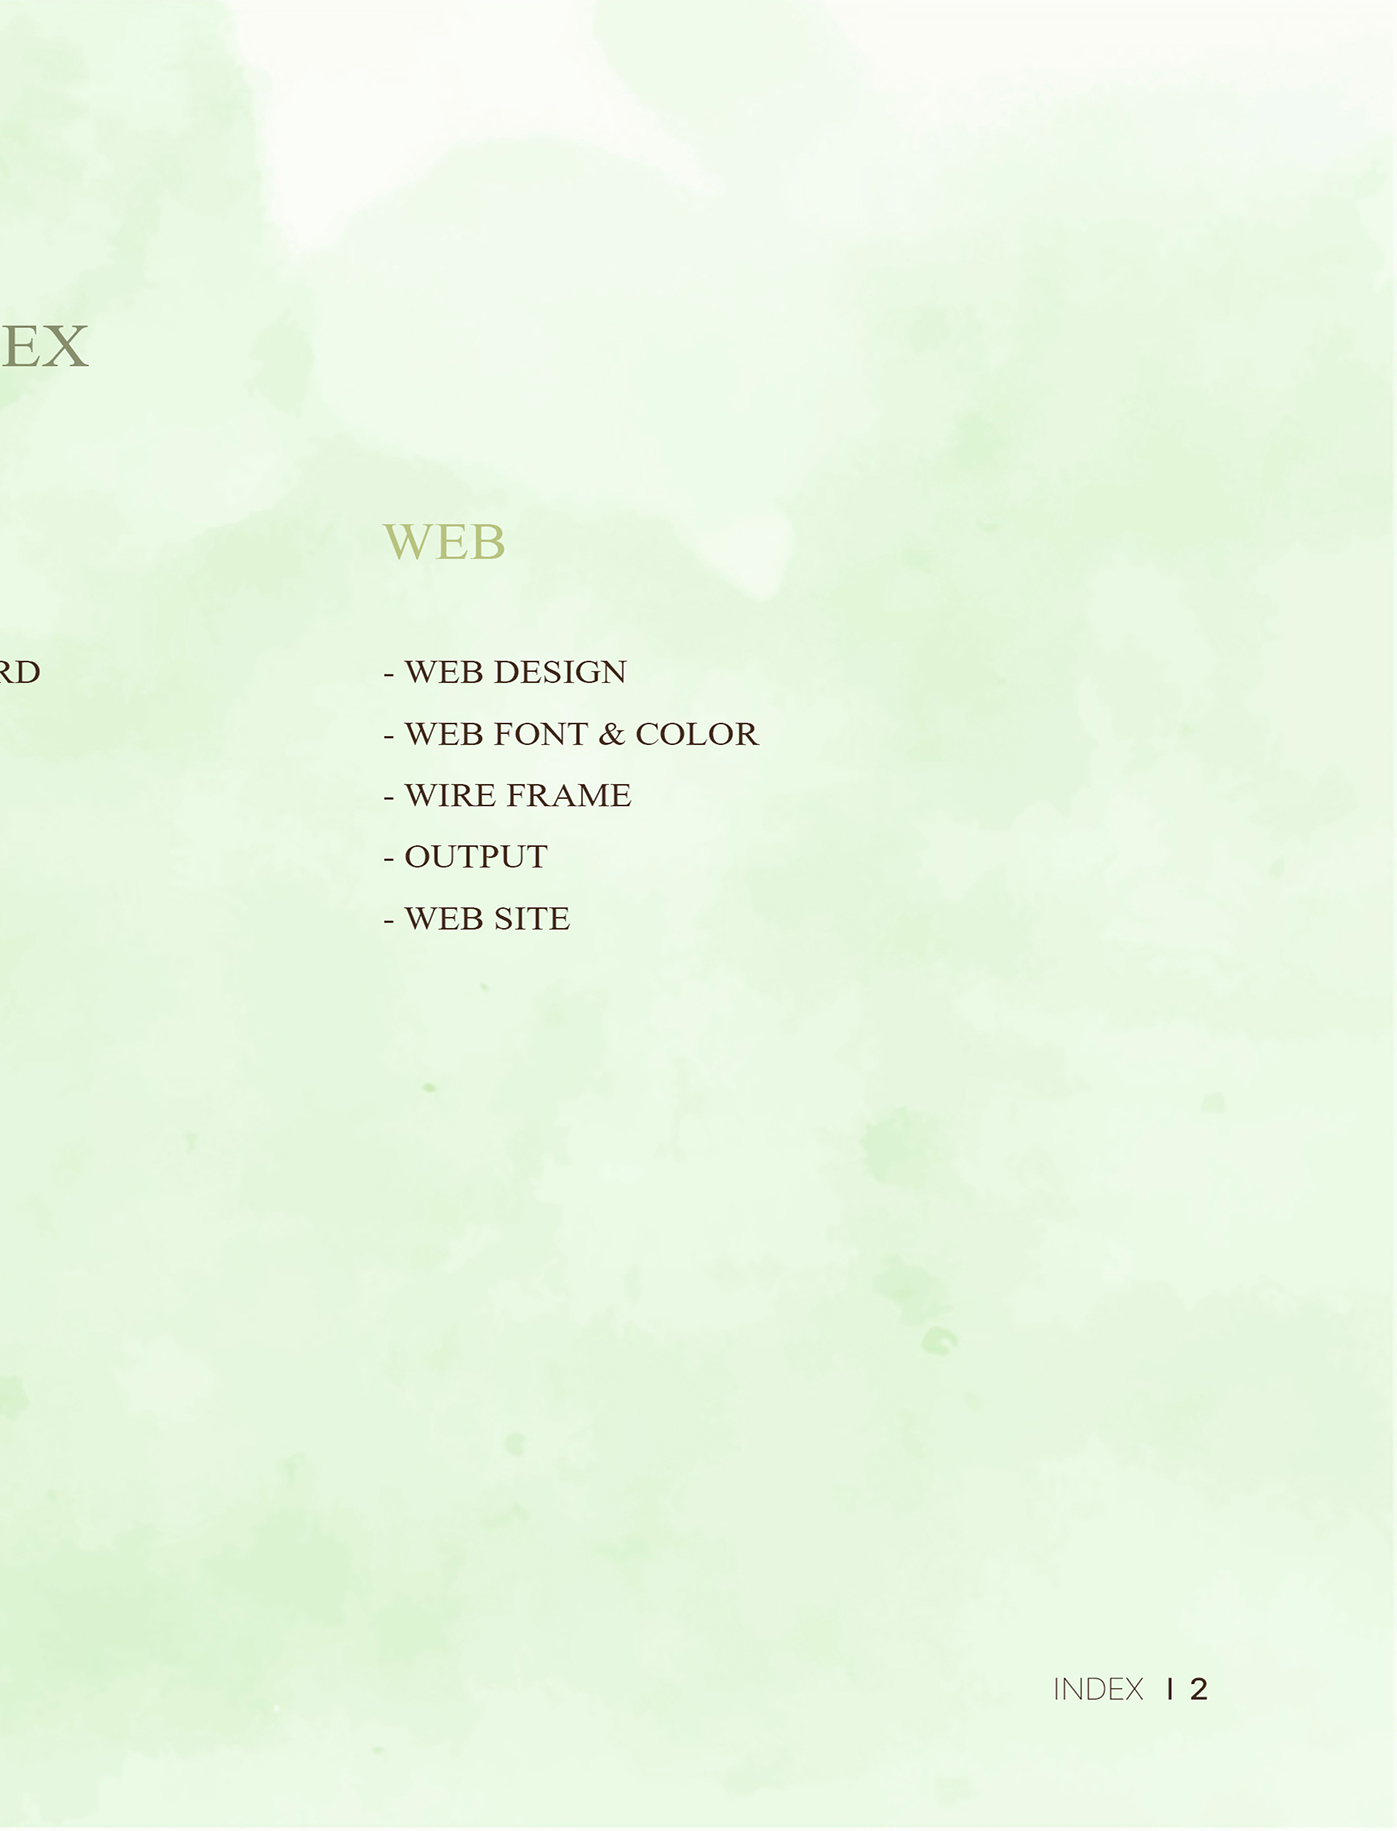 EX
WEB
RD
- WEB DESIGN
- WEB FONT & COLOR
- WIRE FRAME
- OUTPUT
- WEB SITE
INDEX | 2